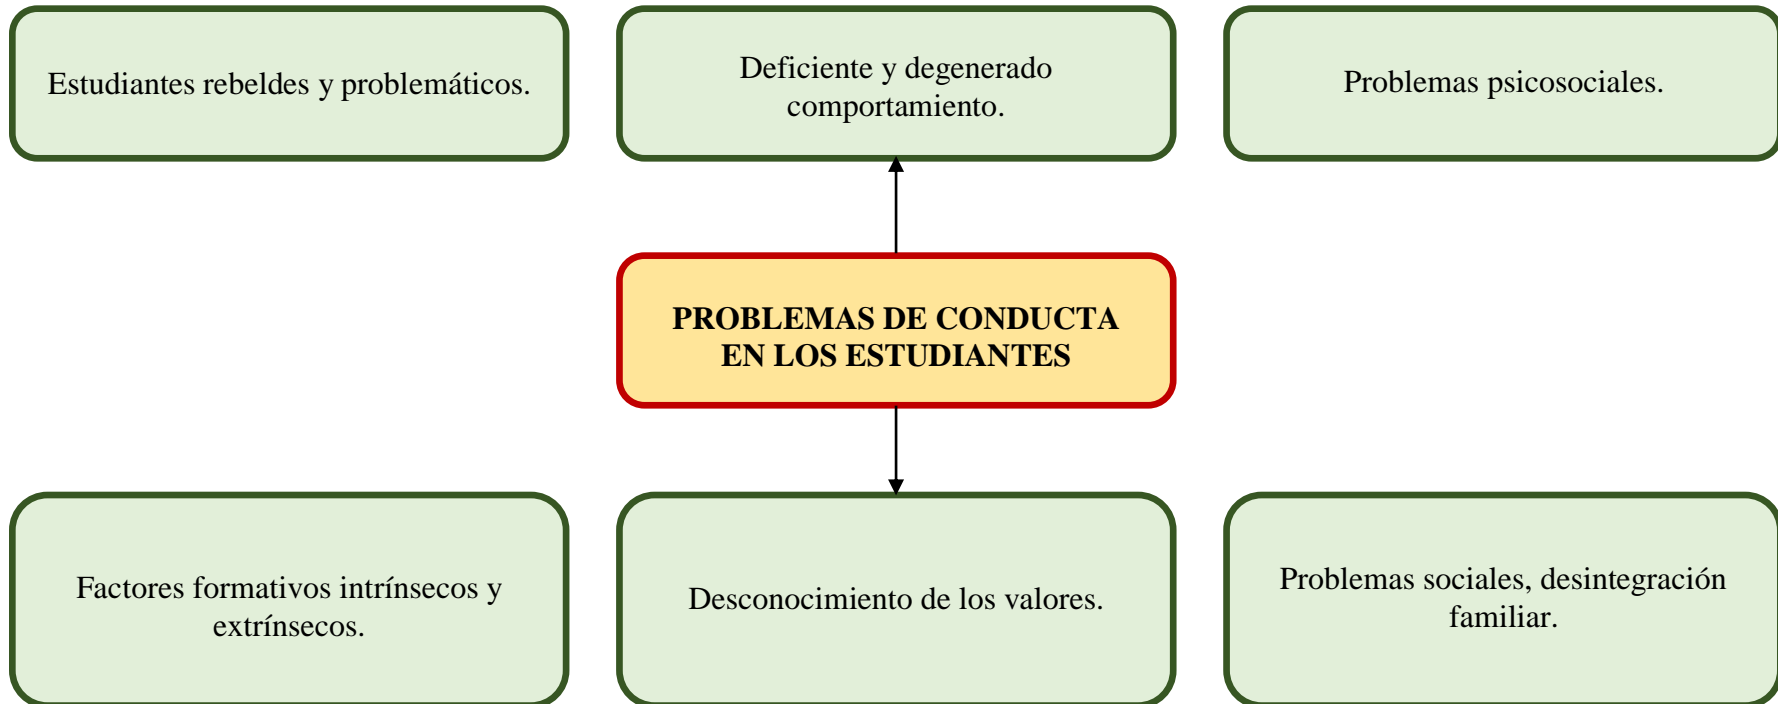 Estudiantes rebeldes y problemáticos.
Deficiente y degenerado
comportamiento.
Problemas psicosociales.
PROBLEMAS DE CONDUCTA
EN LOS ESTUDIANTES
Factores formativos intrínsecos y
extrínsecos.
Desconocimiento de los valores.
Problemas sociales, desintegración
familiar.